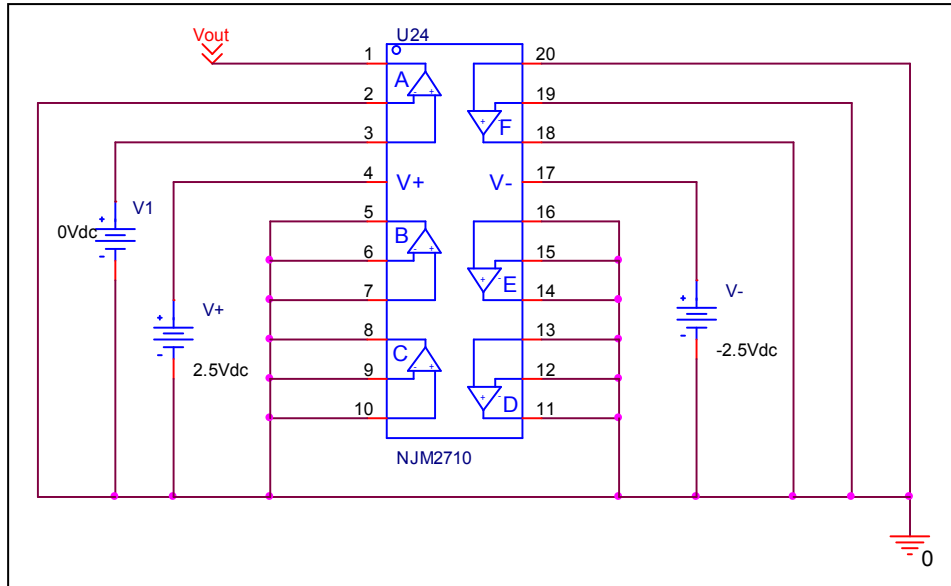 Vout
U24
1
20
A
- +
2
19
+ -
F
3
18
4
V+
V-
17
V1
+
0Vdc
-
5
16
B
- +
6
15
+ -
E
7
14
V+
+
-
2.5Vdc
V-
+
-
-2.5Vdc
8
13
C
- +
9
12
+ -
D
10
11
NJM2710
0